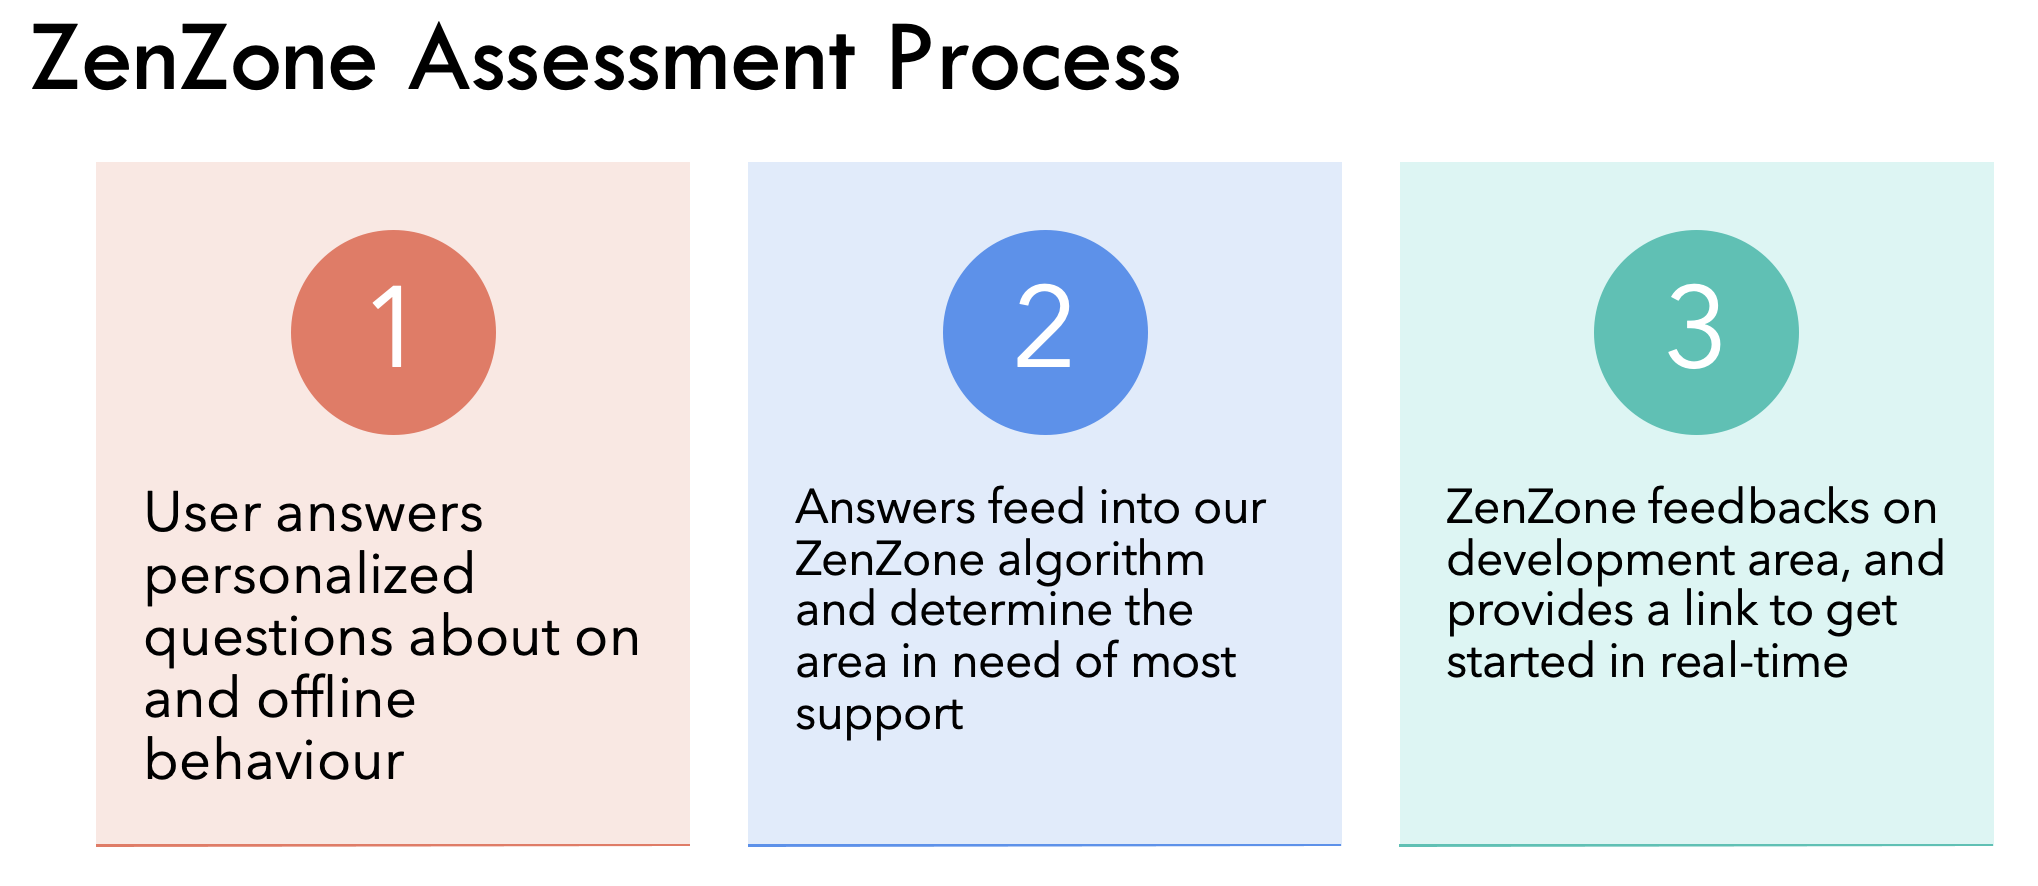 ZenZone Assessment Process
1
User answers
personalized
questions about on
and offline
behaviour
2
Answers feed into our
ZenZone algorithm
and determine the
area in need of most
support
3
ZenZone feedbacks on
development area, and
provides a link to get
started in real-time